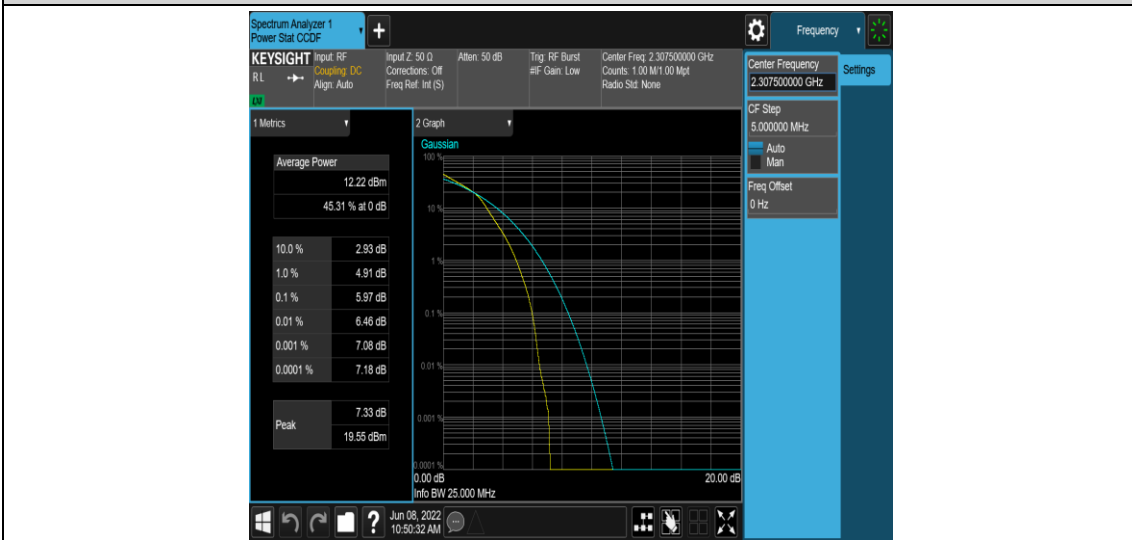 Spectrum Analyzer 1
Power Stat CCDF
+
Frequency
KEYSIGHT
RL
LXI
Input: RF
Coupling: DC
Align: Auto
Input Z: 50 Ω
Corrections: Off
Freq Ref: Int (S)
Atten: 50 dB
Trig: RF Burst
#IF Gain: Low
Center Freq: 2.307500000 GHz
Counts: 1.00 M/1.00 Mpt
Radio Std: None
Center Frequency
2.307500000 GHz
Settings
CF Step
5.000000 MHz
Auto
Man
Freq Offset
0 Hz
1 Metrics
Average Power
12.22 dBm
45.31 % at 0 dB
10.0 % 2.93 dB
1.0 % 4.91 dB
0.1 % 5.97 dB
0.01 % 6.46 dB
0.001 % 7.08 dB
0.0001 % 7.18 dB
Peak
7.33 dB
19.55 dBm
2 Graph
Gaussian
100 %
10 %
1 %
0.1 %
0.01 %
0.001 %
0.0001 %
0.00 dB 20.00 dB
Info BW 25.000 MHz
?
Jun 08, 2022
10:50:32 AM